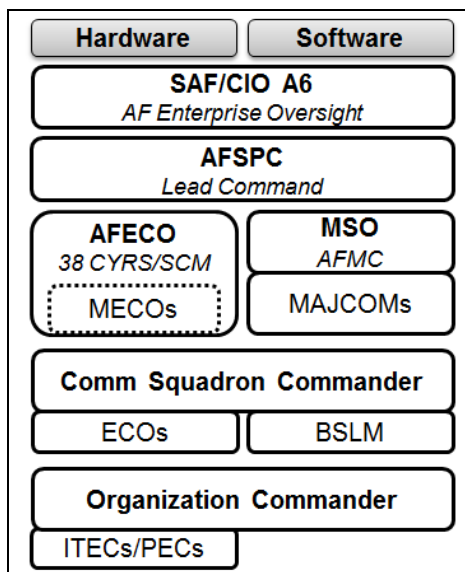 Hardware Software
SAF/CIO A6
AF Enterprise Oversight
AFSPC
Lead Command
AFECO
38 CYRS/SCM
MECOs
MSO
AFMC
MAJCOMs
Comm Squadron Commander
ECOs BSLM
Organization Commander
ITECs/PECs